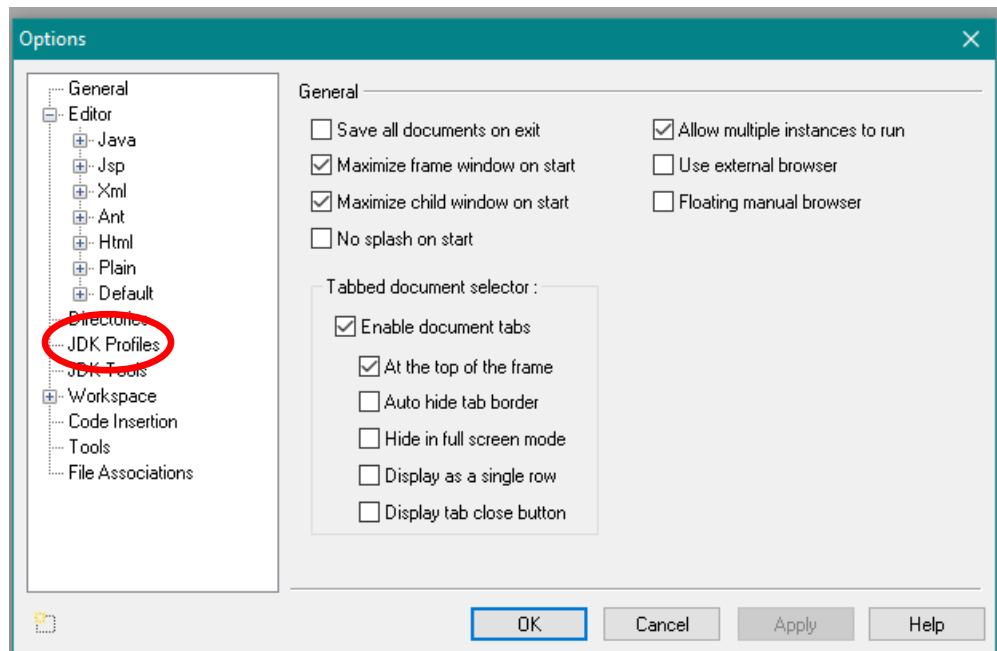 Options
General
Editor
Java
Jsp
Xml
Ant
Html
Plain
Default
Directories
JDK Profiles
JDK Tools
Workspace
Code Insertion
Tools
File Associations
General
Save all documents on exit
Maximize frame window on start
Maximize child window on start
No splash on start
Allow multiple instances to run
Use external browser
Floating manual browser
Tabbed document selector :
Enable document tabs
At the top of the frame
Auto hide tab border
Hide in full screen mode
Display as a single row
Display tab close button
OK
Cancel
Apply
Help